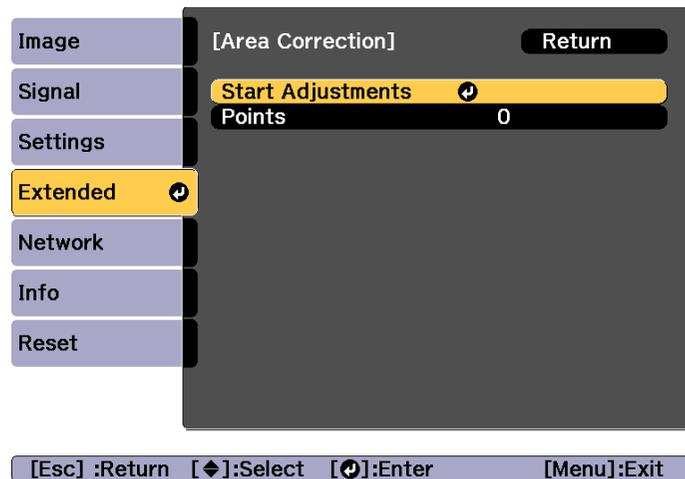 Image
Signal
Settings
Extended
Network
Info
Reset
[Area Correction] Return
Start Adjustments
Points 0
[Esc] :Return [◆]:Select [↵]:Enter [Menu]:Exit